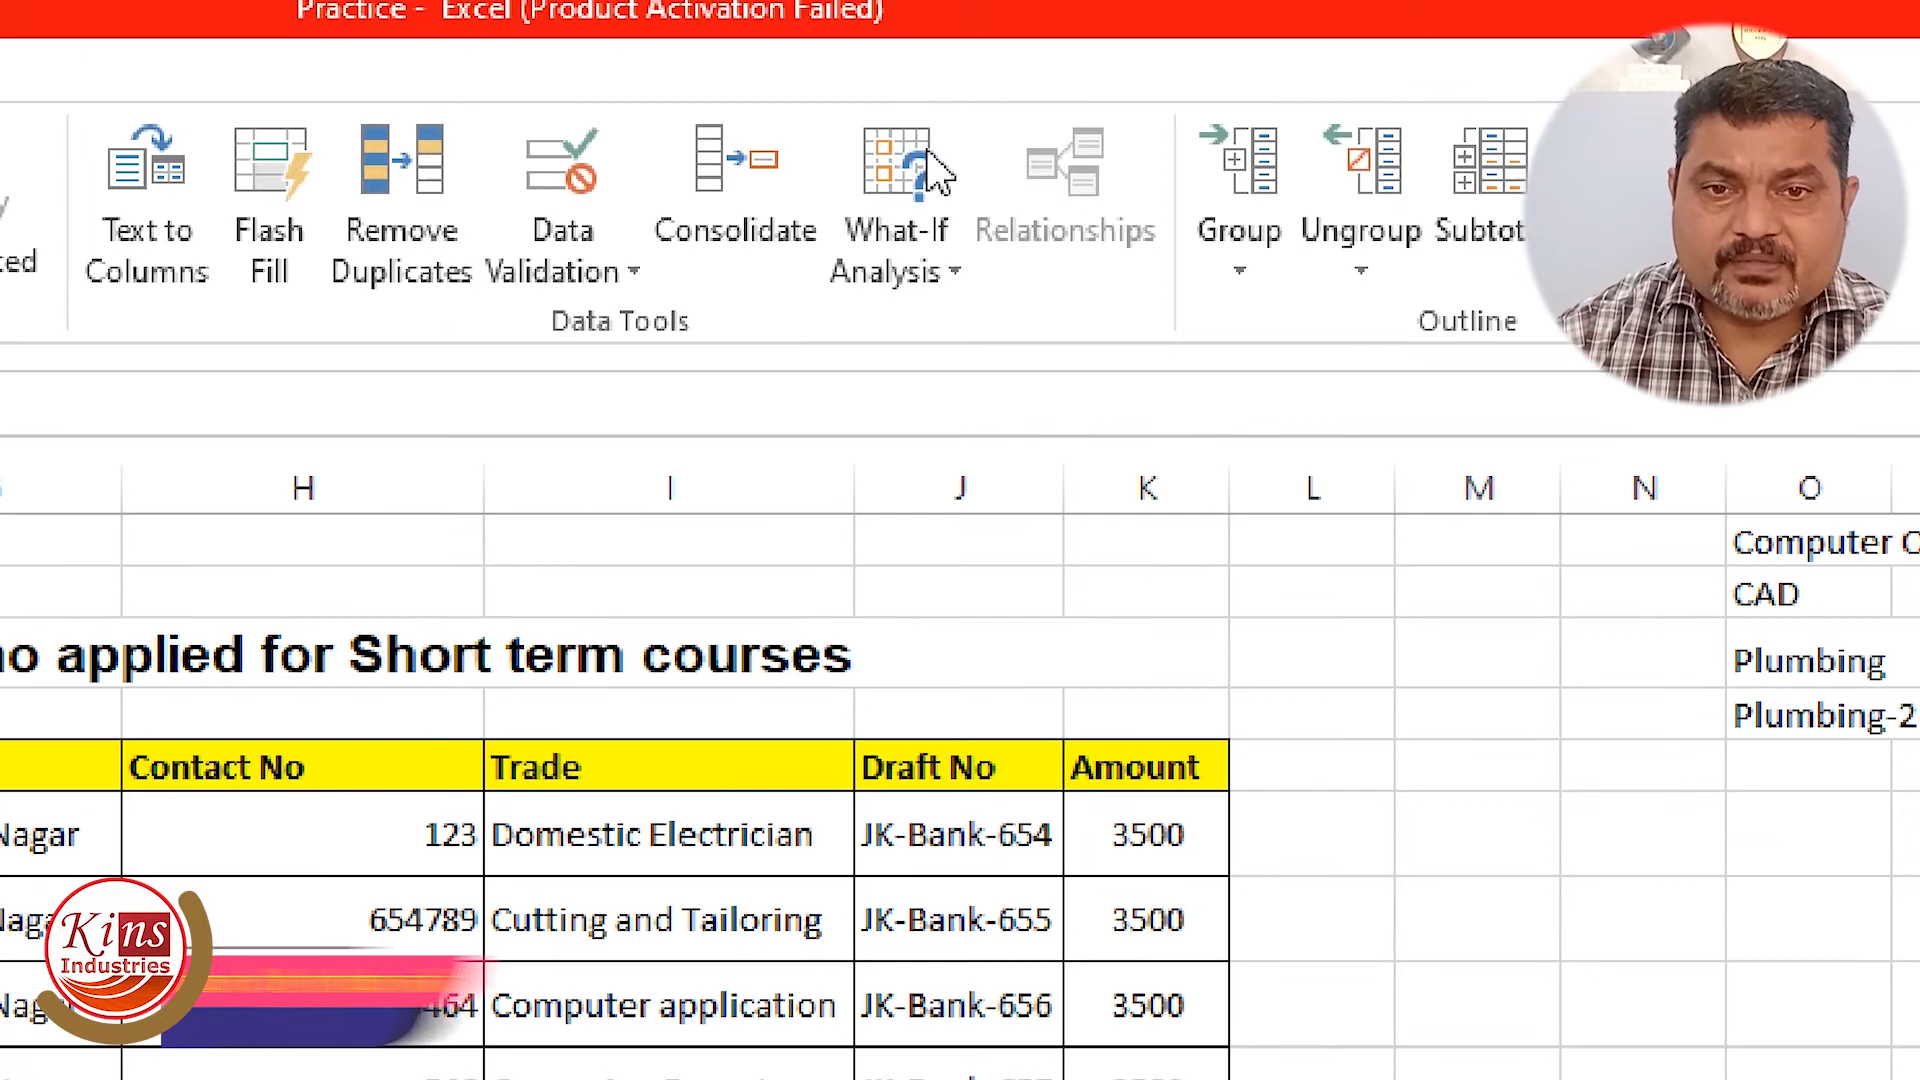 Practice - Excel (Product Activation Failed)
Text to Columns
Flash Fill
Remove Duplicates
Data Validation
Consolidate
What-If Analysis
Relationships
Group
Ungroup
Data Tools
Outline
H I J K L M N O
Computer
CAD
applied for Short term courses
Plumbing
Plumbing-2
Contact No Trade Draft No Amount
Nagar 123 Domestic Electrician JK-Bank-654 3500
654789 Cutting and Tailoring JK-Bank-655 3500
464 Computer application JK-Bank-656 3500
Kins
Industries